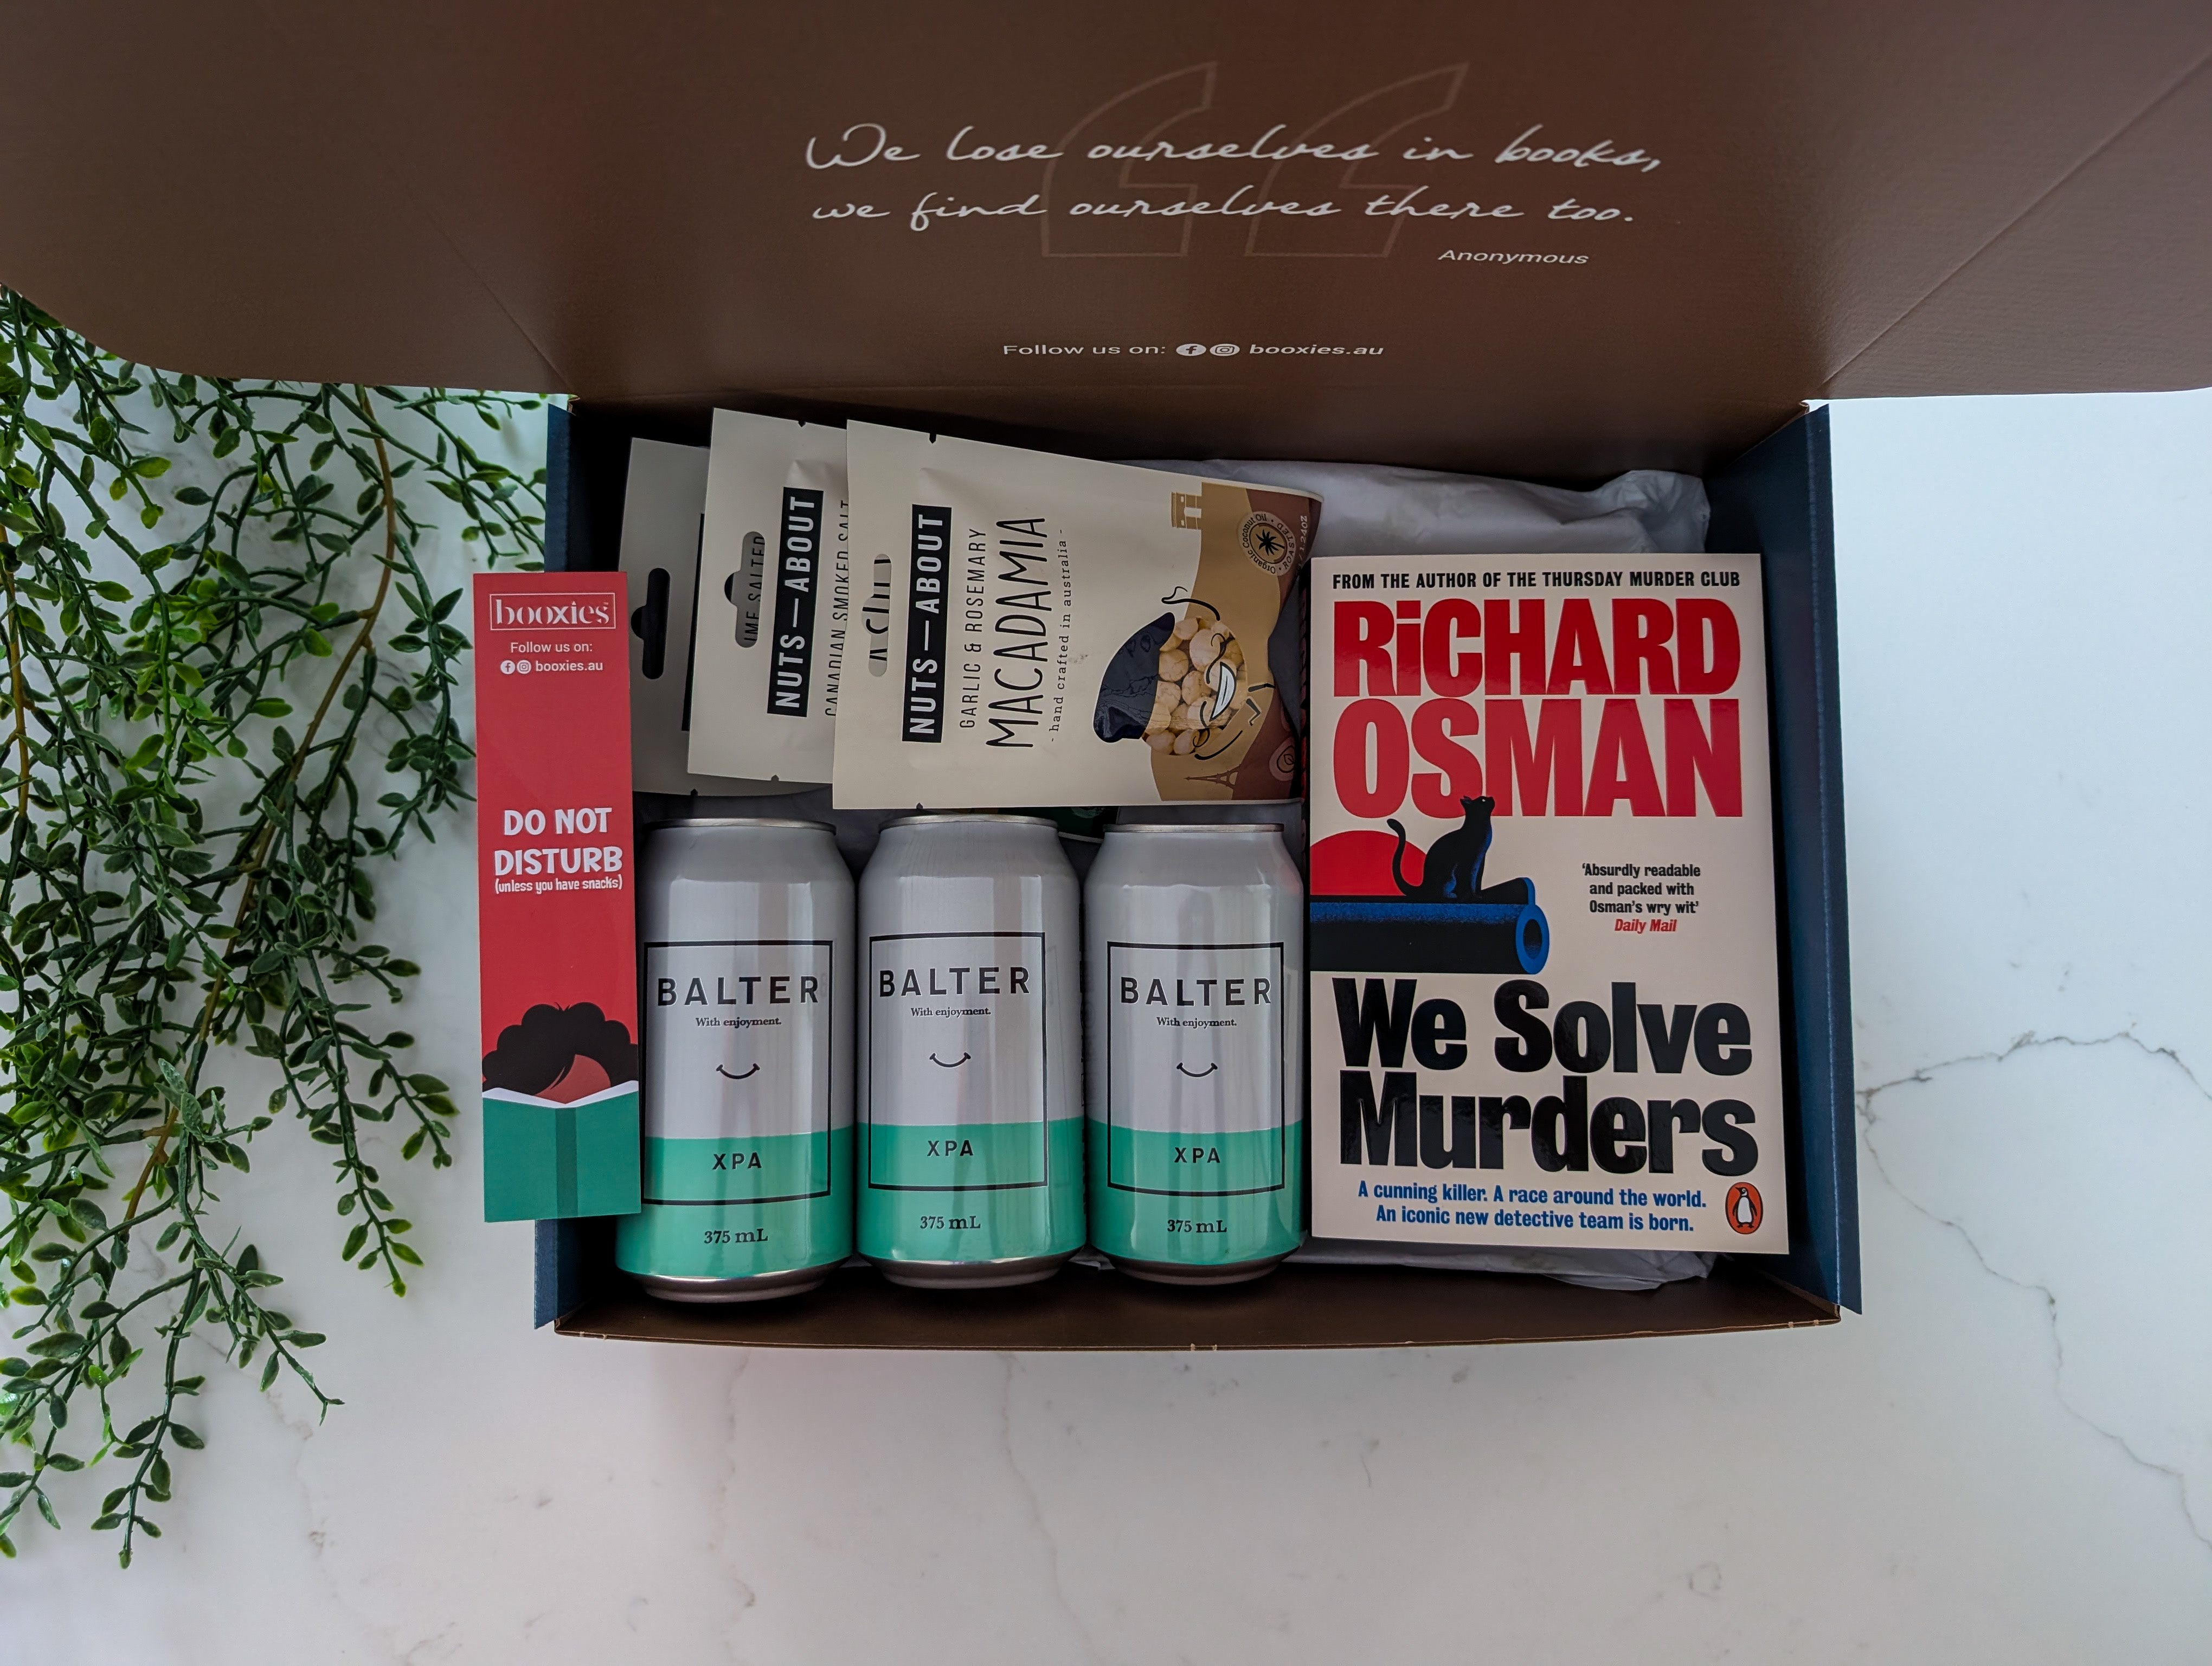 We lose ourselves in books,
we find ourselves there too.
Anonymous
Follow us on: booxies.au
booxies
Follow us on:
booxies.au
DO NOT
DISTURB
(unless you have snacks)
SALTED
NUTS—ABOUT
CANADIAN SMOKED SALT
NUTS—ABOUT
GARLIC & ROSEMARY
MACADAMIA
- hand crafted in australia -
Organic Coconut Oil
ROASTED
BALTER
With enjoyment.
XPA
375 mL
BALTER
With enjoyment.
XPA
375 mL
BALTER
With enjoyment.
XPA
375 mL
FROM THE AUTHOR OF THE THURSDAY MURDER CLUB
RiCHARD
OSMAN
‘Absurdly readable
and packed with
Osman’s wry wit’
Daily Mail
We Solve
Murders
A cunning killer. A race around the world.
An iconic new detective team is born.